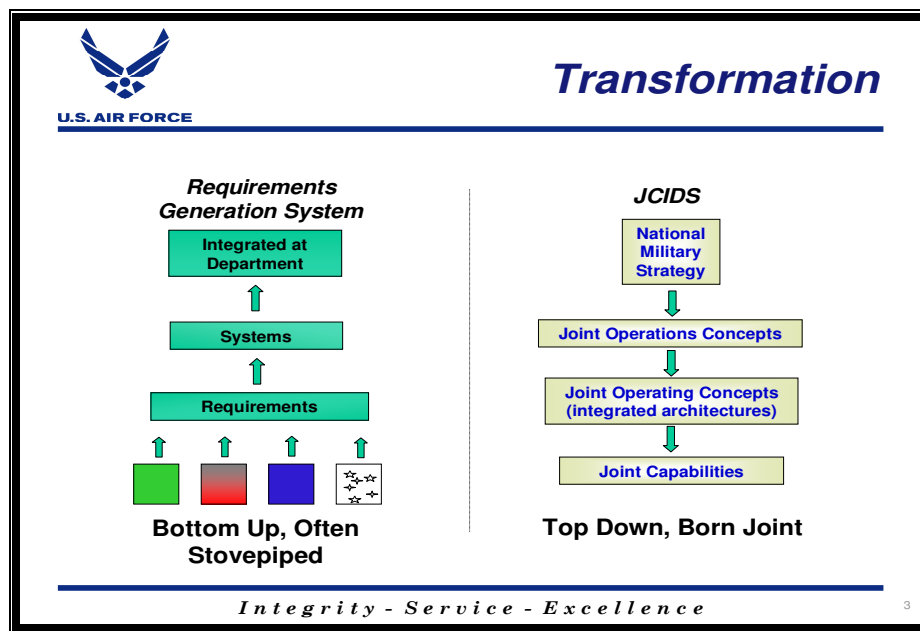 U.S. AIR FORCE
Transformation
Requirements
Generation System
Integrated at
Department
Systems
Requirements
Bottom Up, Often
Stovepiped
JCIDS
National
Military
Strategy
Joint Operations Concepts
Joint Operating Concepts
(integrated architectures)
Joint Capabilities
Top Down, Born Joint
Integrity - Service - Excellence
3